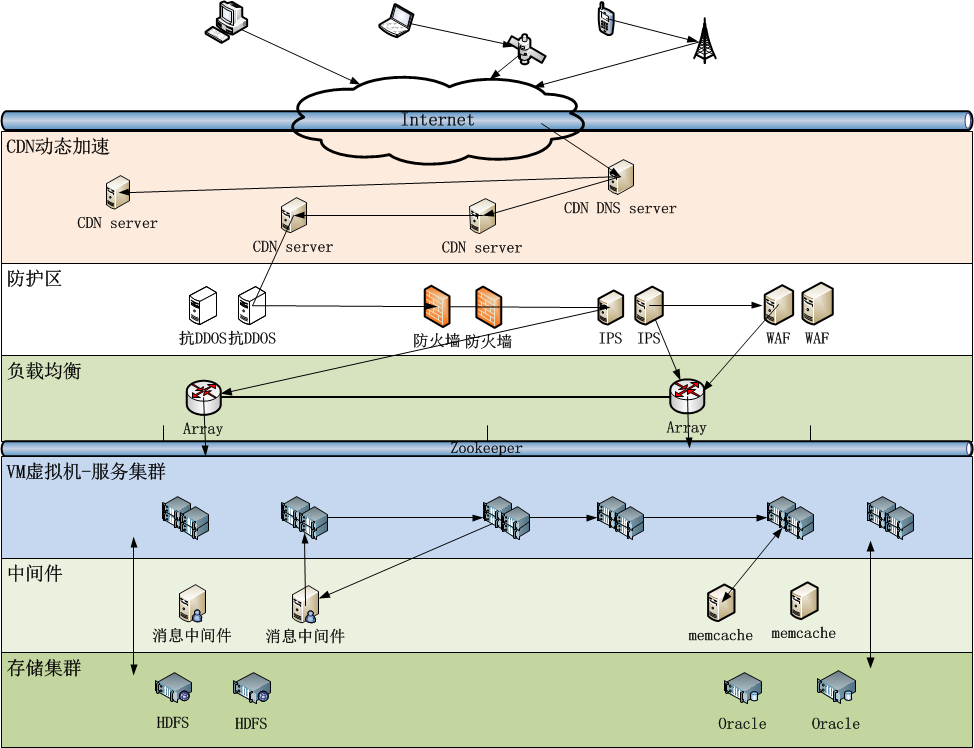 Internet
CDN动态加速
CDN server
CDN DNS server
CDN server
CDN server
防护区
抗DDOS
抗DDOS
防火墙
防火墙
IPS
IPS
WAF
WAF
负载均衡
Array
Array
Zookeeper
VM虚拟机-服务集群
中间件
消息中间件
消息中间件
memcache
memcache
存储集群
HDFS
HDFS
Oracle
Oracle